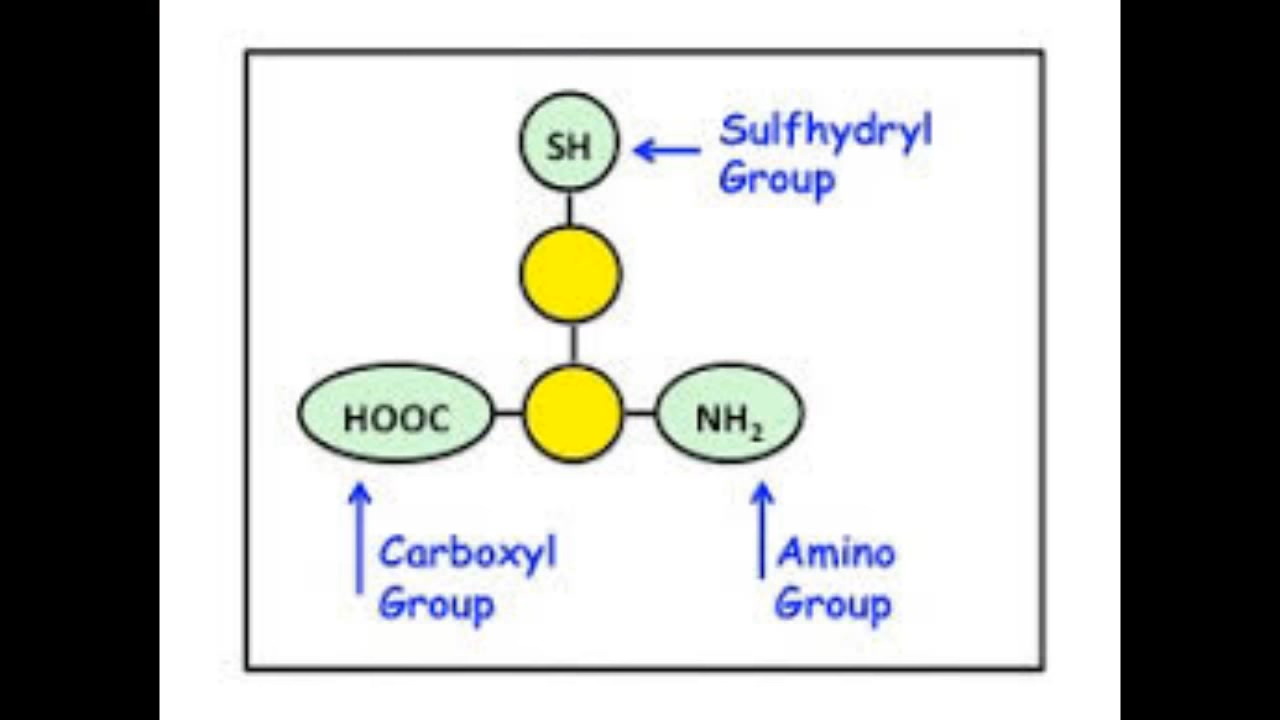 SH
Sulfhydryl
Group
HOOC
NH₂
Carboxyl
Group
Amino
Group